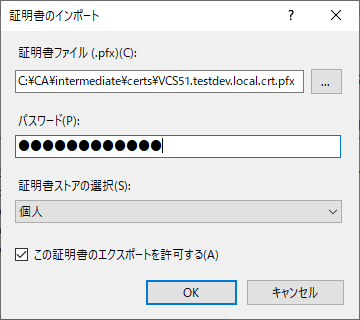 証明書のインポート
? ×
証明書ファイル (.pfx)(C):
C:¥CA¥intermediate¥certs¥VCS51.testdev.local.crt.pfx
...
パスワード(P):
●●●●●●●●●●●●
証明書ストアの選択(S):
個人
この証明書のエクスポートを許可する(A)
OK
キャンセル